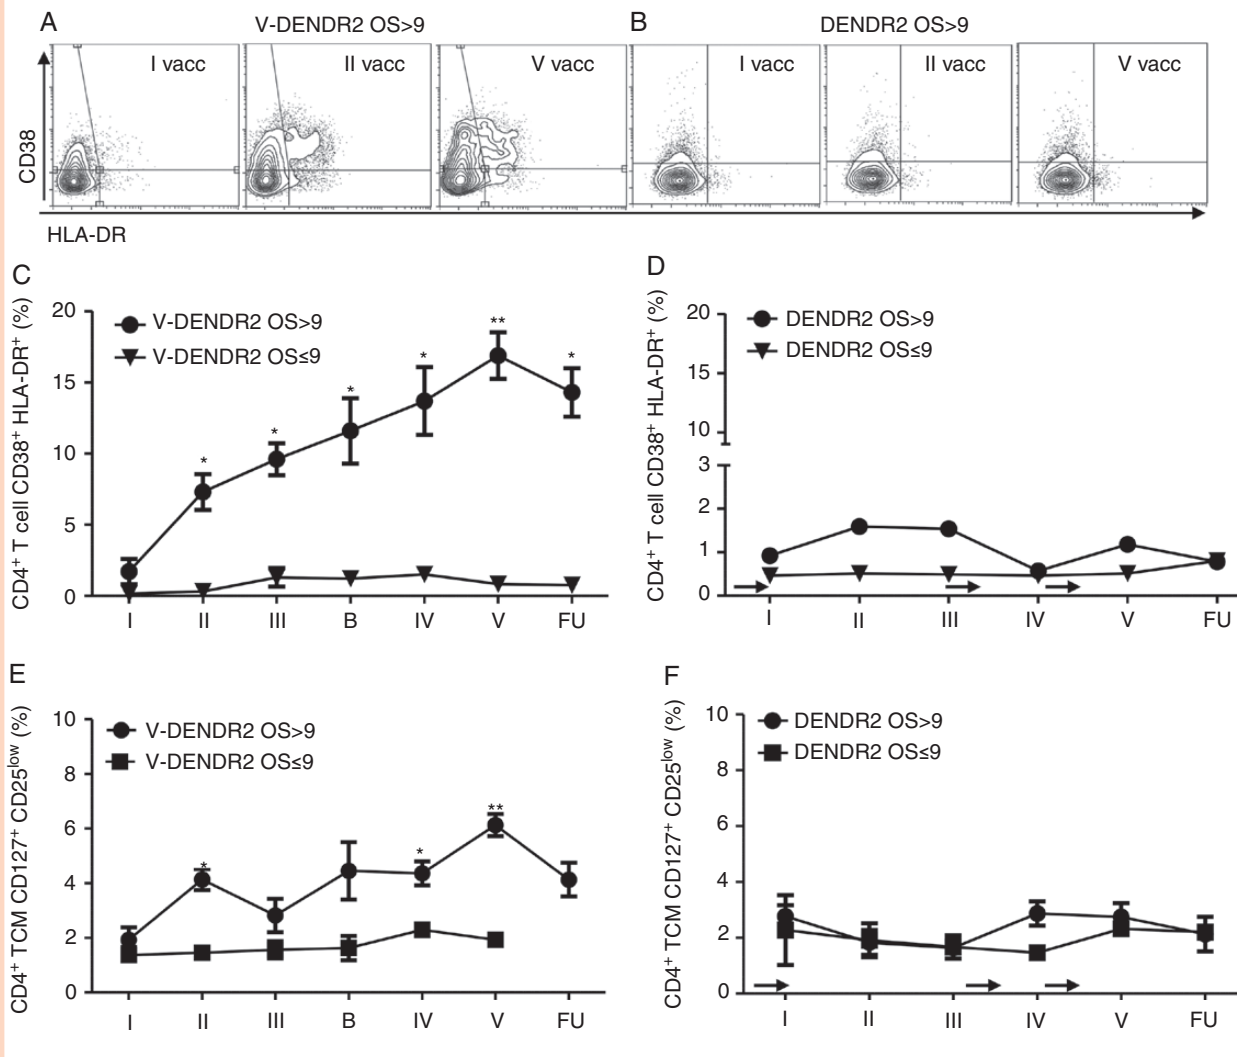 A V-DENDR2 OS>9
I vacc II vacc V vacc
CD38
B DENDR2 OS>9
I vacc II vacc V vacc
HLA-DR
C
CD4⁺ T cell CD38⁺ HLA-DR⁺ (%)
V-DENDR2 OS>9
V-DENDR2 OS≤9
20
15
10
5
0
* * * * ** *
I II III B IV V FU
D
CD4⁺ T cell CD38⁺ HLA-DR⁺ (%)
DENDR2 OS>9
DENDR2 OS≤9
20
15
10
3
2
1
0
I II III IV V FU
E
CD4⁺ TCM CD127⁺ CD25ˡᵒʷ (%)
V-DENDR2 OS>9
V-DENDR2 OS≤9
10
8
6
4
2
0
* * **
I II III B IV V FU
F
CD4⁺ TCM CD127⁺ CD25ˡᵒʷ (%)
DENDR2 OS>9
DENDR2 OS≤9
10
8
6
4
2
0
I II III IV V FU